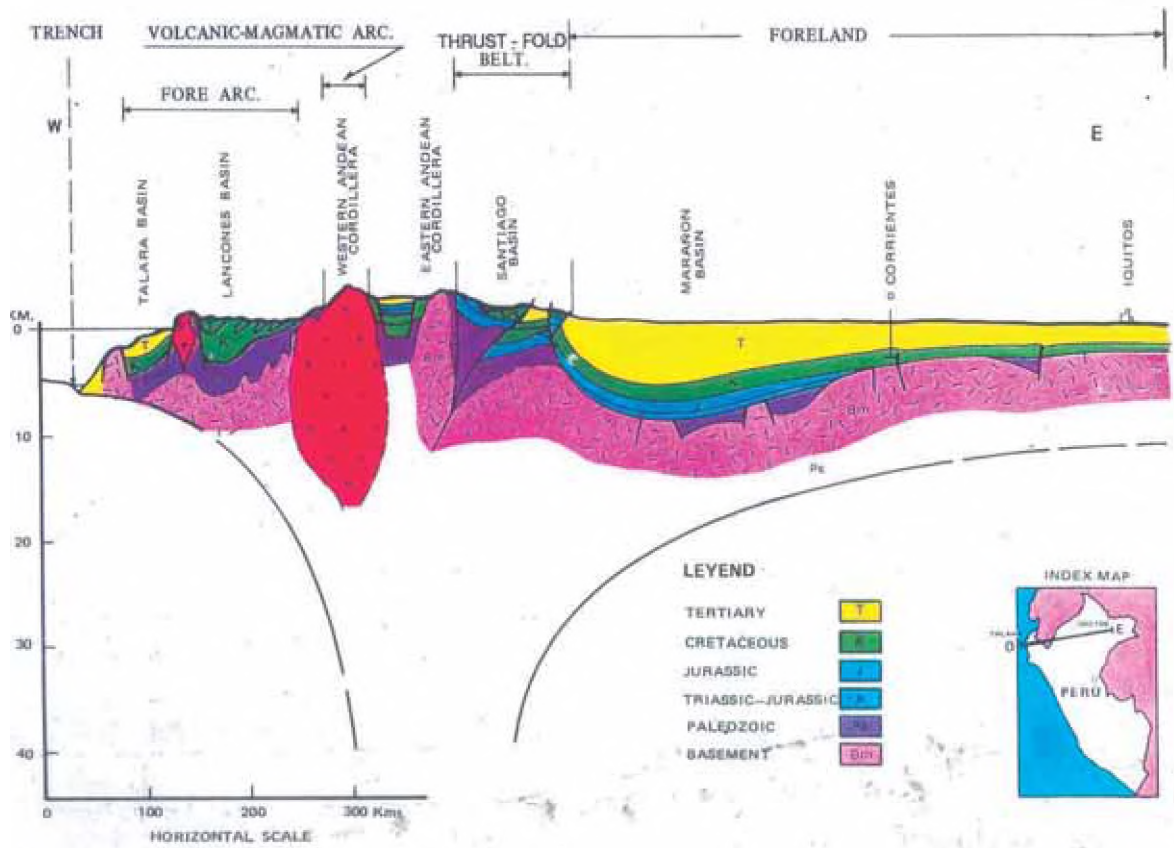 TRENCH
VOLCANIC-MAGMATIC ARC.
THRUST - FOLD
BELT.
FORELAND
FORE ARC.
W
E
TALARA BASIN
LANCONES BASIN
WESTERN ANDEAN
CORDILLERA
EASTERN ANDEAN
CORDILLERA
SANTIAGO
BASIN
MARAÑON
BASIN
CORRIENTES
IQUITOS
KM.
0
10
20
30
40
T
T
K
Bm
Bm
Ps
0
100
200
300 Kms
HORIZONTAL SCALE
LEYEND
TERTIARY
T
CRETACEOUS
K
JURASSIC
J
TRIASSIC-JURASSIC
PALEOZOIC
BASEMENT
Bm
INDEX MAP
TALARA
IQUITOS
E
PERU